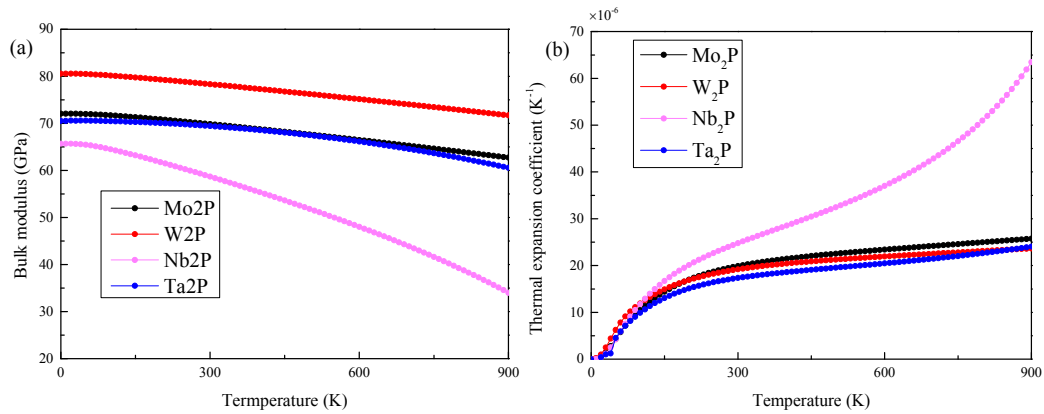 (a)
Bulk modulus (GPa)
90
80
70
60
50
40
30
20
0
300
600
900
Termperature (K)
Mo2P
W2P
Nb2P
Ta2P
(b)
×10⁻⁶
Thermal expansion coefficient (K⁻¹)
70
60
50
40
30
20
10
0
0
300
600
900
Temperature (K)
Mo₂P
W₂P
Nb₂P
Ta₂P